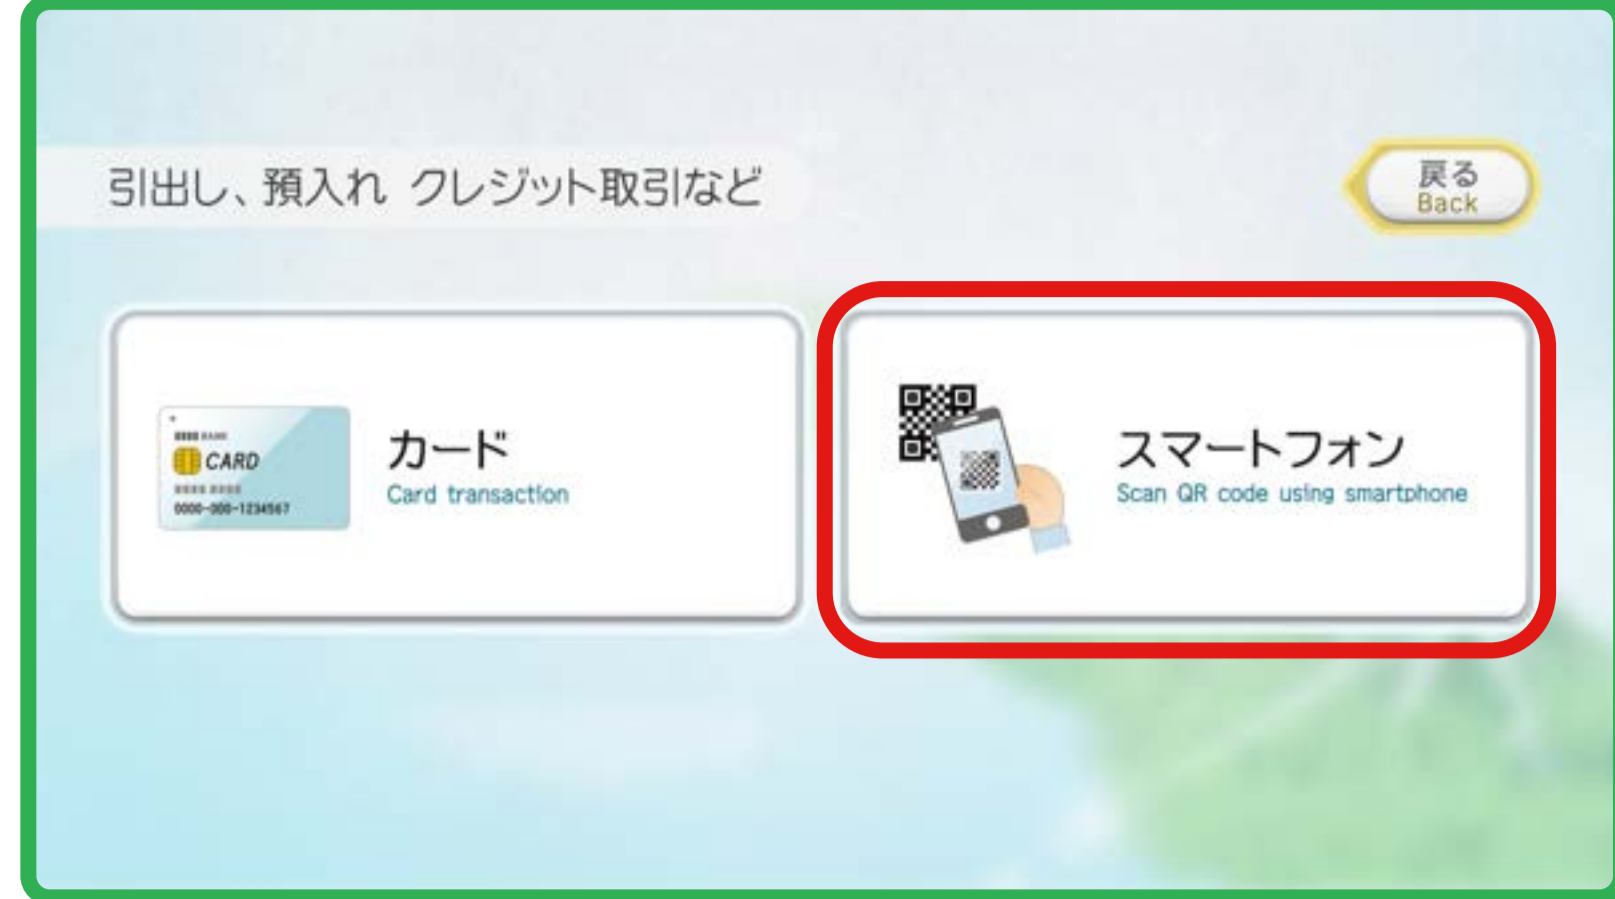 引出し、預入れ クレジット取引など
戻る
Back
BANK
CARD
0000-000-1234567
カード
Card transaction
スマートフォン
Scan QR code using smartphone